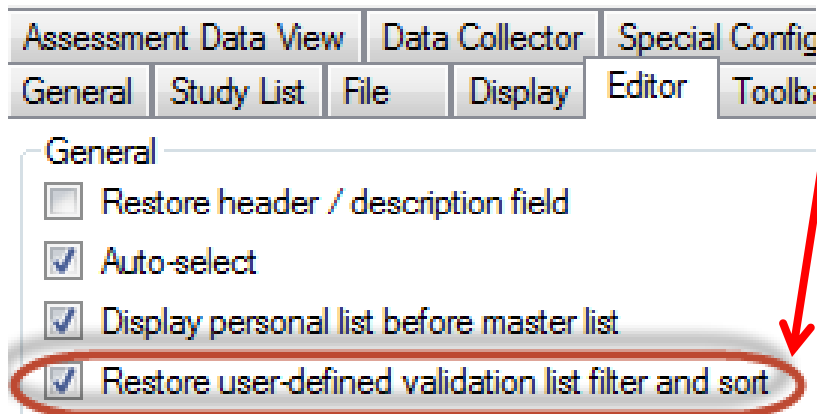 Assessment Data View Data Collector Special Config
General Study List File Display Editor Toolba
General
Restore header / description field
Auto-select
Display personal list before master list
Restore user-defined validation list filter and sort